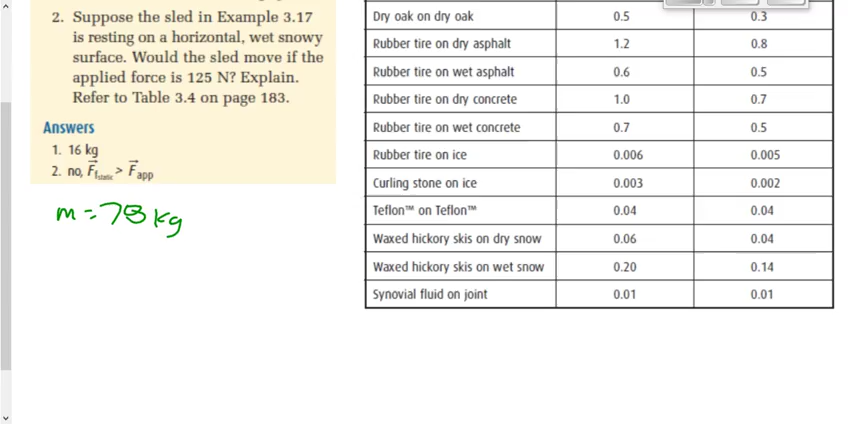 2. Suppose the sled in Example 3.17
is resting on a horizontal, wet snowy
surface. Would the sled move if the
applied force is 125 N? Explain.
Refer to Table 3.4 on page 183.
Answers
1. 16 kg
2. no, F⃗fstatic > F⃗app
m = 78 kg
Dry oak on dry oak 0.5 0.3
Rubber tire on dry asphalt 1.2 0.8
Rubber tire on wet asphalt 0.6 0.5
Rubber tire on dry concrete 1.0 0.7
Rubber tire on wet concrete 0.7 0.5
Rubber tire on ice 0.006 0.005
Curling stone on ice 0.003 0.002
Teflon™ on Teflon™ 0.04 0.04
Waxed hickory skis on dry snow 0.06 0.04
Waxed hickory skis on wet snow 0.20 0.14
Synovial fluid on joint 0.01 0.01